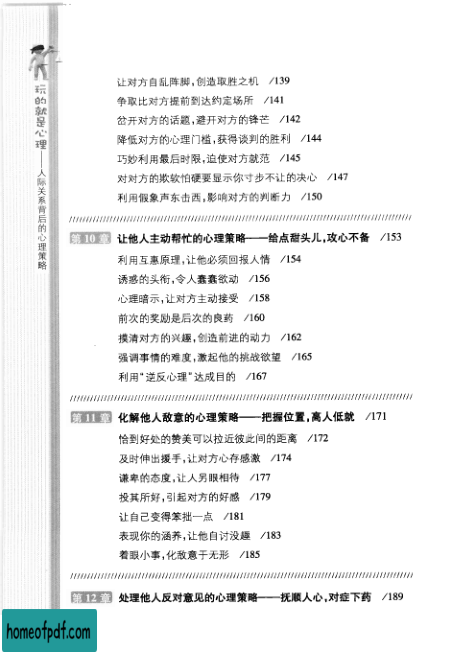 玩的就是心理——人际关系背后的心理策略
让对方自乱阵脚,创造取胜之机 /139
争取比对方提前到达约定场所 /141
岔开对方的话题,避开对方的锋芒 /142
降低对方的心理门槛,获得谈判的胜利 /144
巧妙利用最后时限,迫使对方就范 /145
对对方的欺软怕硬要显示你寸步不让的决心 /147
利用假象声东击西,影响对方的判断力 /150
第 10 章 让他人主动帮忙的心理策略——给点甜头儿,攻心不备 /153
利用互惠原理,让他必须回报人情 /154
诱惑的头衔,令人蠢蠢欲动 /156
心理暗示,让对方主动接受 /158
前次的奖励是后次的良药 /160
摸清对方的兴趣,创造前进的动力 /162
强调事情的难度,激起他的挑战欲望 /165
利用“逆反心理”达成目的 /167
第 11 章 化解他人敌意的心理策略——把握位置,高人低就 /171
恰到好处的赞美可以拉近彼此间的距离 /172
及时伸出援手,让对方心存感激 /174
谦卑的态度,让人另眼相待 /177
投其所好,引起对方的好感 /179
让自己变得笨拙一点 /181
表现你的涵养,让他自讨没趣 /183
着眼小事,化敌意于无形 /185
第 12 章 处理他人反对意见的心理策略——抚顺人心,对症下药 /189
homeofpdf.com